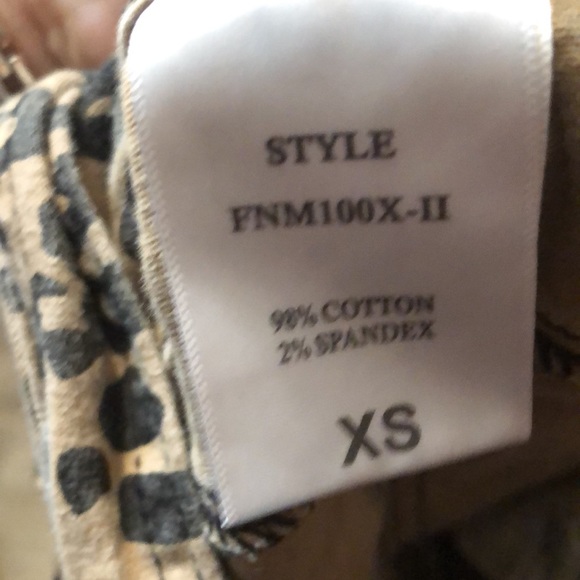 STYLE
FNM100X-II
98% COTTON
2% SPANDEX
XS